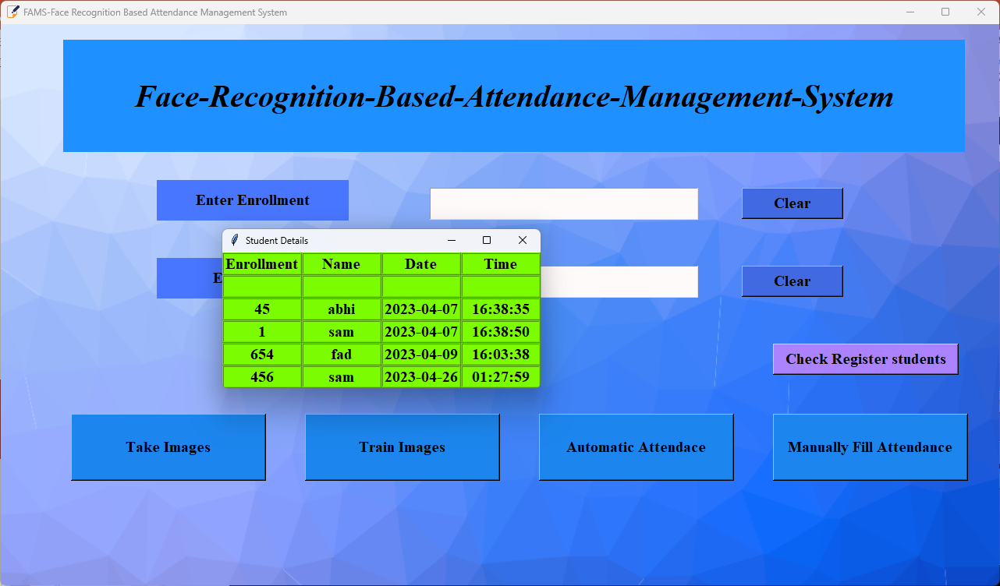 FAMS-Face Recognition Based Attendance Management System
Face-Recognition-Based-Attendance-Management-System
Enter Enrollment
Clear
Student Details
Enrollment Name Date Time
45 abhi 2023-04-07 16:38:35
1 sam 2023-04-07 16:38:50
654 fad 2023-04-09 16:03:38
456 sam 2023-04-26 01:27:59
E
Clear
Check Register students
Take Images
Train Images
Automatic Attendace
Manually Fill Attendance